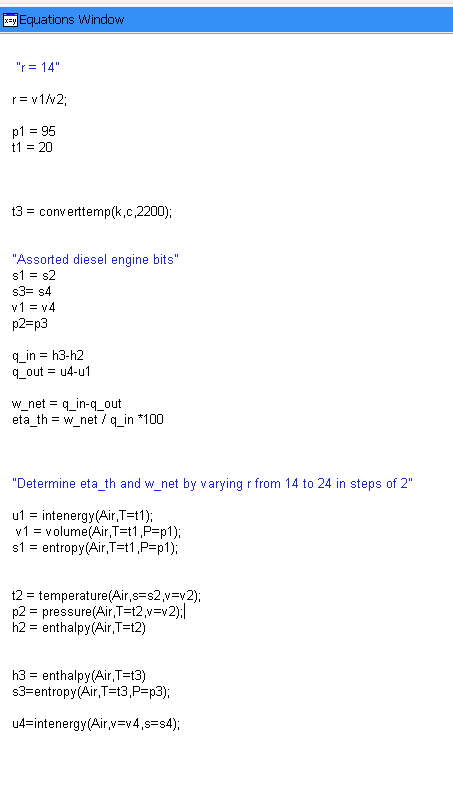 x=y Equations Window
"r = 14"
r = v1/v2;
p1 = 95
t1 = 20
t3 = converttemp(k,c,2200);
"Assorted diesel engine bits"
s1 = s2
s3= s4
v1 = v4
p2=p3
q_in = h3-h2
q_out = u4-u1
w_net = q_in-q_out
eta_th = w_net / q_in *100
"Determine eta_th and w_net by varying r from 14 to 24 in steps of 2"
u1 = intenergy(Air,T=t1);
v1 = volume(Air,T=t1,P=p1);
s1 = entropy(Air,T=t1,P=p1);
t2 = temperature(Air,s=s2,v=v2);
p2 = pressure(Air,T=t2,v=v2);
h2 = enthalpy(Air,T=t2)
h3 = enthalpy(Air,T=t3)
s3=entropy(Air,T=t3,P=p3);
u4=intenergy(Air,v=v4,s=s4);